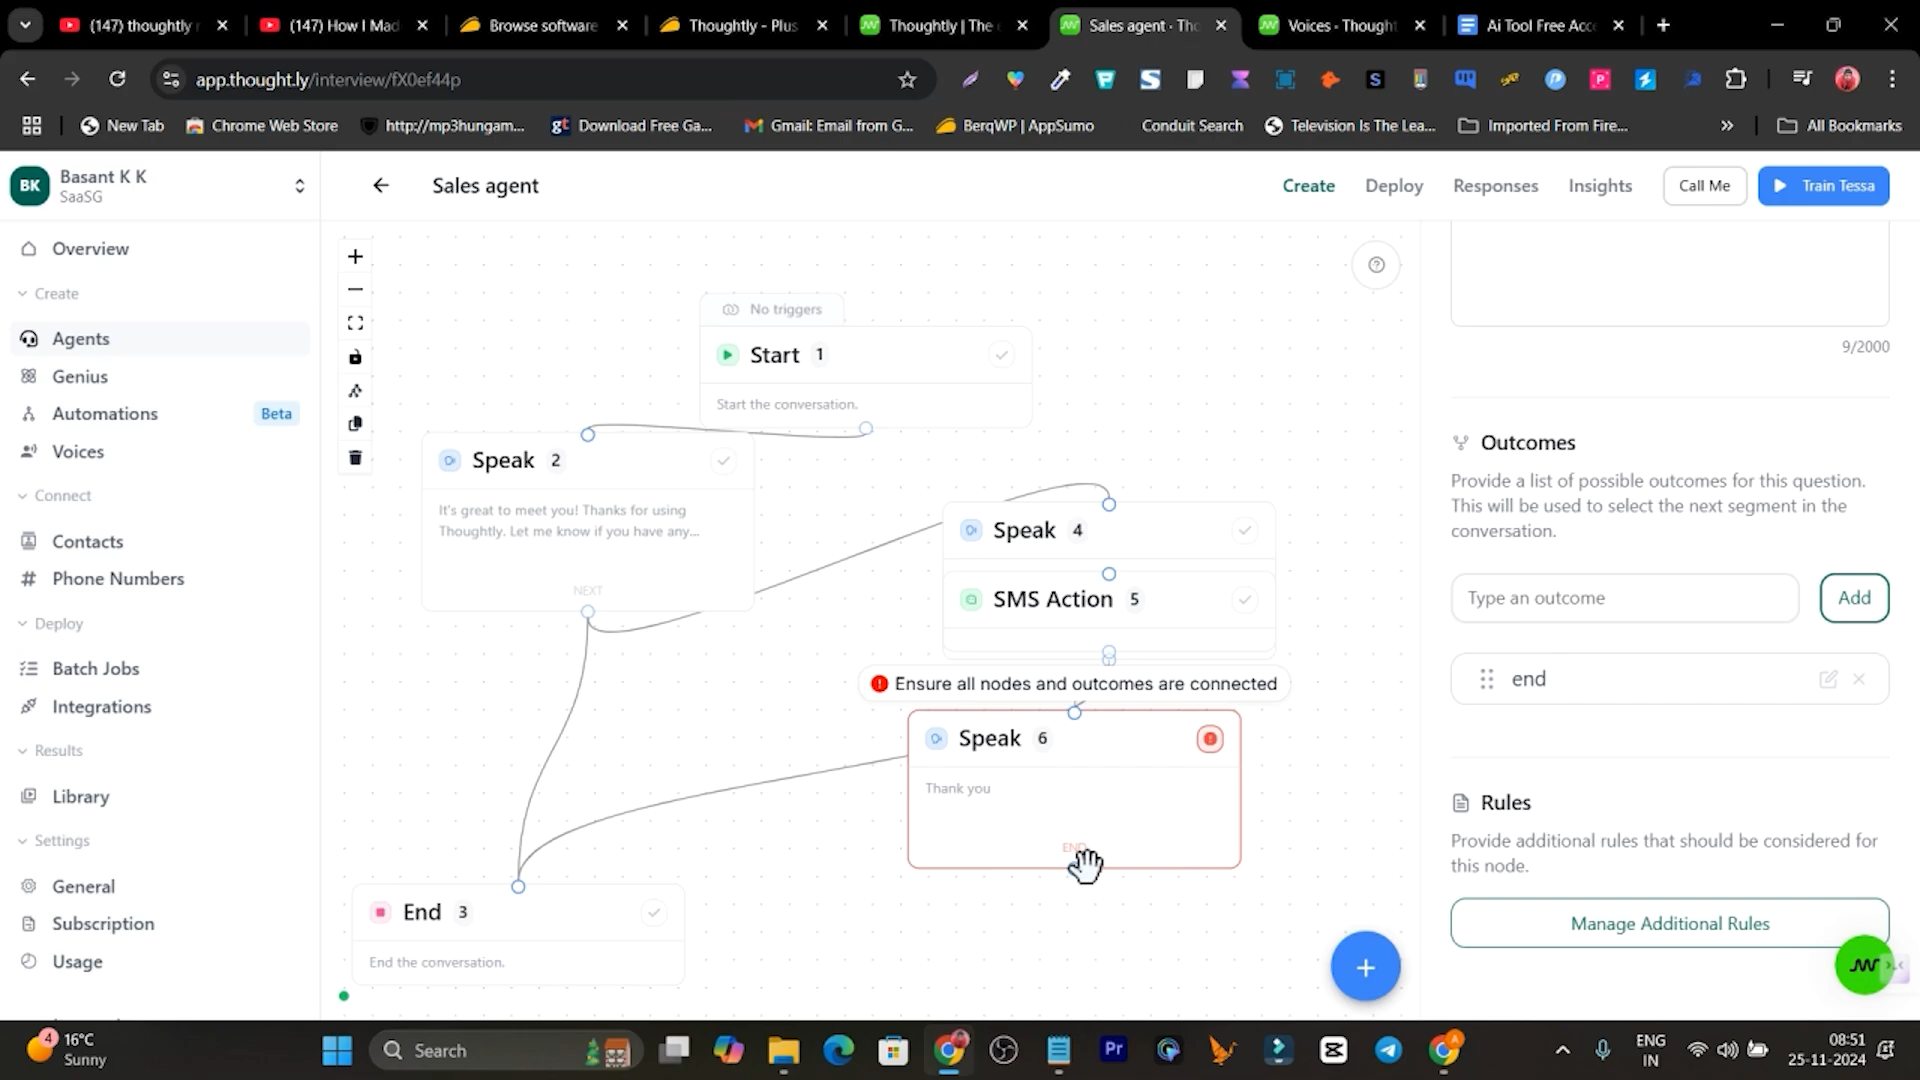 (147) thoughtly r
(147) How I Mad
Browse software
Thoughtly - Plus
Thoughtly | The e
Sales agent · Tho
Voices - Thought
Ai Tool Free Acce
app.thought.ly/interview/fX0ef44p
New Tab
Chrome Web Store
http://mp3hungam...
Download Free Ga...
Gmail: Email from G...
BerqWP | AppSumo
Conduit Search
Television Is The Lea...
Imported From Fire...
All Bookmarks
BK
Basant K K
SaaSG
Sales agent
Create
Deploy
Responses
Insights
Call Me
Train Tessa
Overview
Create
Agents
Genius
Automations
Beta
Voices
Connect
Contacts
Phone Numbers
Deploy
Batch Jobs
Integrations
Results
Library
Settings
General
Subscription
Usage
No triggers
Start 1
Start the conversation.
Speak 2
It's great to meet you! Thanks for using
Thoughtly. Let me know if you have any...
NEXT
Speak 4
SMS Action 5
Ensure all nodes and outcomes are connected
Speak 6
Thank you
END
End 3
End the conversation.
9/2000
Outcomes
Provide a list of possible outcomes for this question.
This will be used to select the next segment in the
conversation.
Type an outcome
Add
end
Rules
Provide additional rules that should be considered for
this node.
Manage Additional Rules
4
16°C
Sunny
Search
Pr
ENG
IN
08:51
25-11-2024